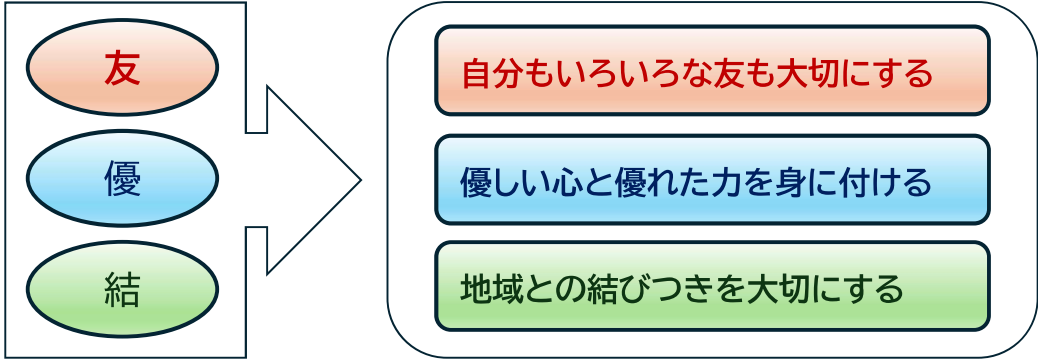 友
優
結
自分もいろいろな友も大切にする
優しい心と優れた力を身に付ける
地域との結びつきを大切にする